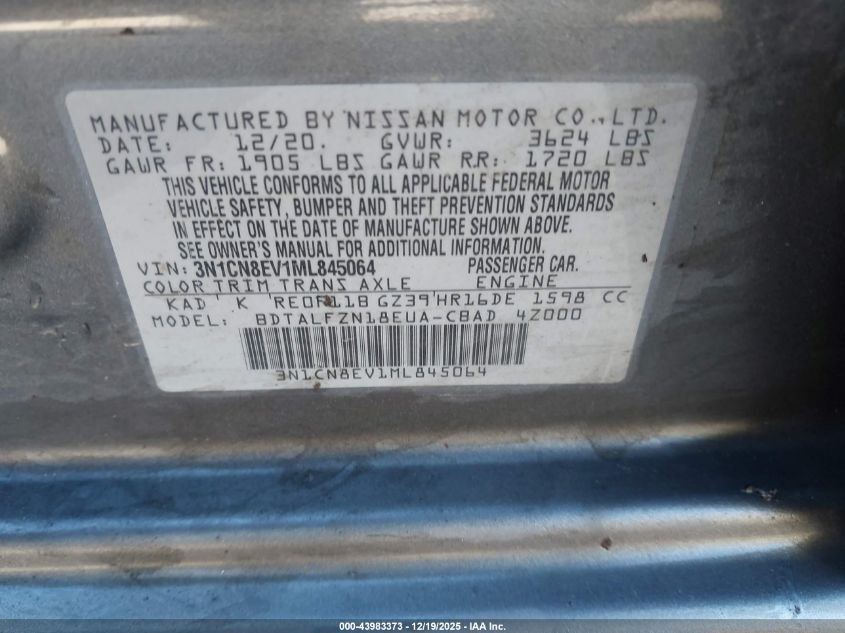 MANUFACTURED BY NISSAN MOTOR CO., LTD.
DATE: 12/20. GVWR: 3624 LBS
GAWR FR: 1905 LBS GAWR RR: 1720 LBS
THIS VEHICLE CONFORMS TO ALL APPLICABLE FEDERAL MOTOR
VEHICLE SAFETY, BUMPER AND THEFT PREVENTION STANDARDS
IN EFFECT ON THE DATE OF MANUFACTURE SHOWN ABOVE.
SEE OWNER'S MANUAL FOR ADDITIONAL INFORMATION.
VIN: 3N1CN8EV1ML845064 PASSENGER CAR.
COLOR TRIM TRANS AXLE ENGINE
KAD K RE0F11B GZ39 HR16DE 1598 CC
MODEL: BDTALFZN18EUA-CBAD 4Z000
3N1CN8EV1ML845064
000-43983373 | 12/19/2025 - IAA Inc.